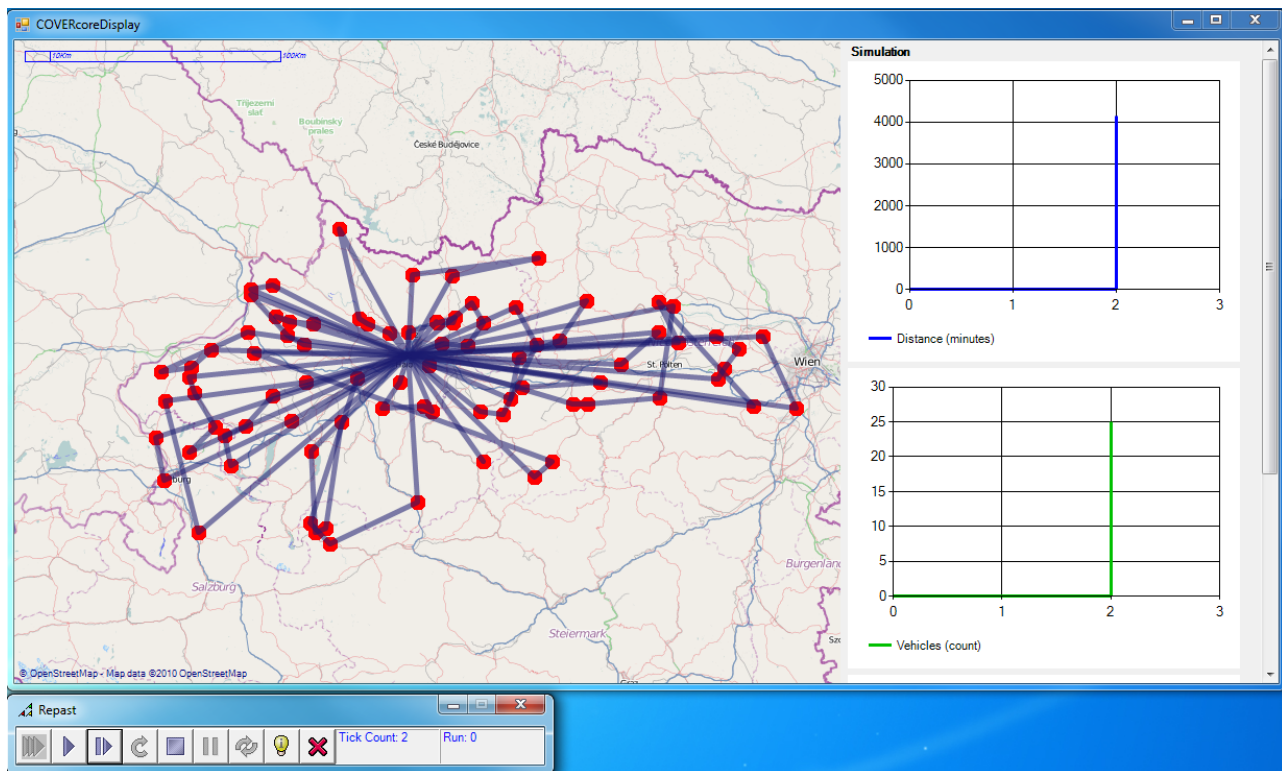 COVERcoreDisplay
10Km
100Km
Tříjezerní
slať
Boubínský
prales
České Budějovice
St. Pölten
Wien
Salzburg
Steiermark
Burgenland
© OpenStreetMap - Map data ©2010 OpenStreetMap
Simulation
5000
4000
3000
2000
1000
0
0 1 2 3
Distance (minutes)
30
25
20
15
10
5
0
0 1 2 3
Vehicles (count)
Repast
Tick Count: 2
Run: 0